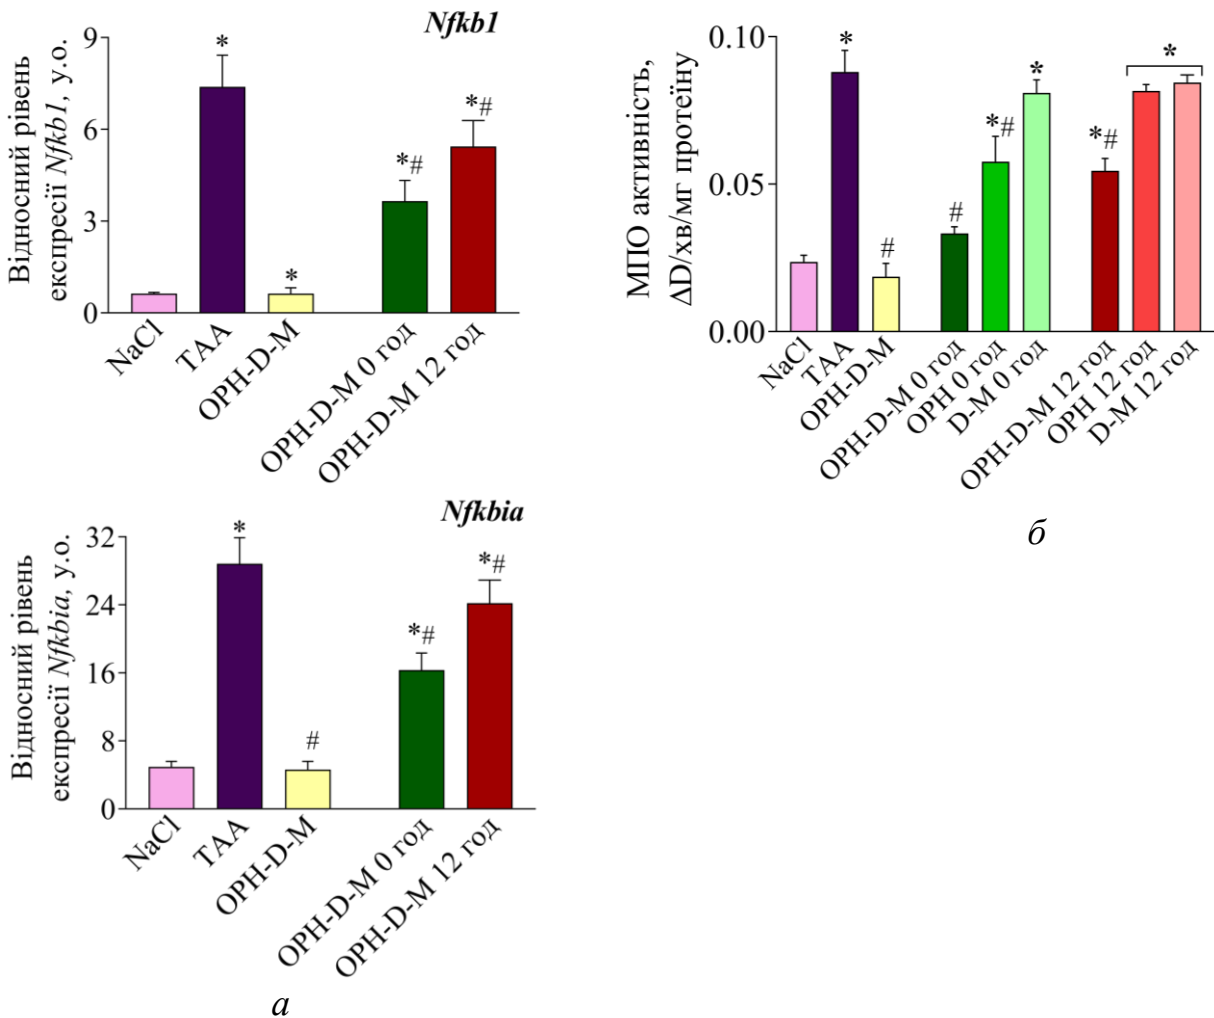 Nfkb1
Відносний рівень
експресії Nfkb1, у.о.
9
6
3
0
*
*
*#
*#
NaCl
TAA
OPH-D-M
OPH-D-M 0 год
OPH-D-M 12 год
Nfkbia
Відносний рівень
експресії Nfkbia, у.о.
32
24
16
8
0
*
#
*#
*#
NaCl
TAA
OPH-D-M
OPH-D-M 0 год
OPH-D-M 12 год
а
МПО активність,
ΔD/хв/мг протеїну
0.10
0.05
0.00
*
#
#
*#
*
*#
*
NaCl
TAA
OPH-D-M
OPH-D-M 0 год
OPH 0 год
D-M 0 год
OPH-D-M 12 год
OPH 12 год
D-M 12 год
б